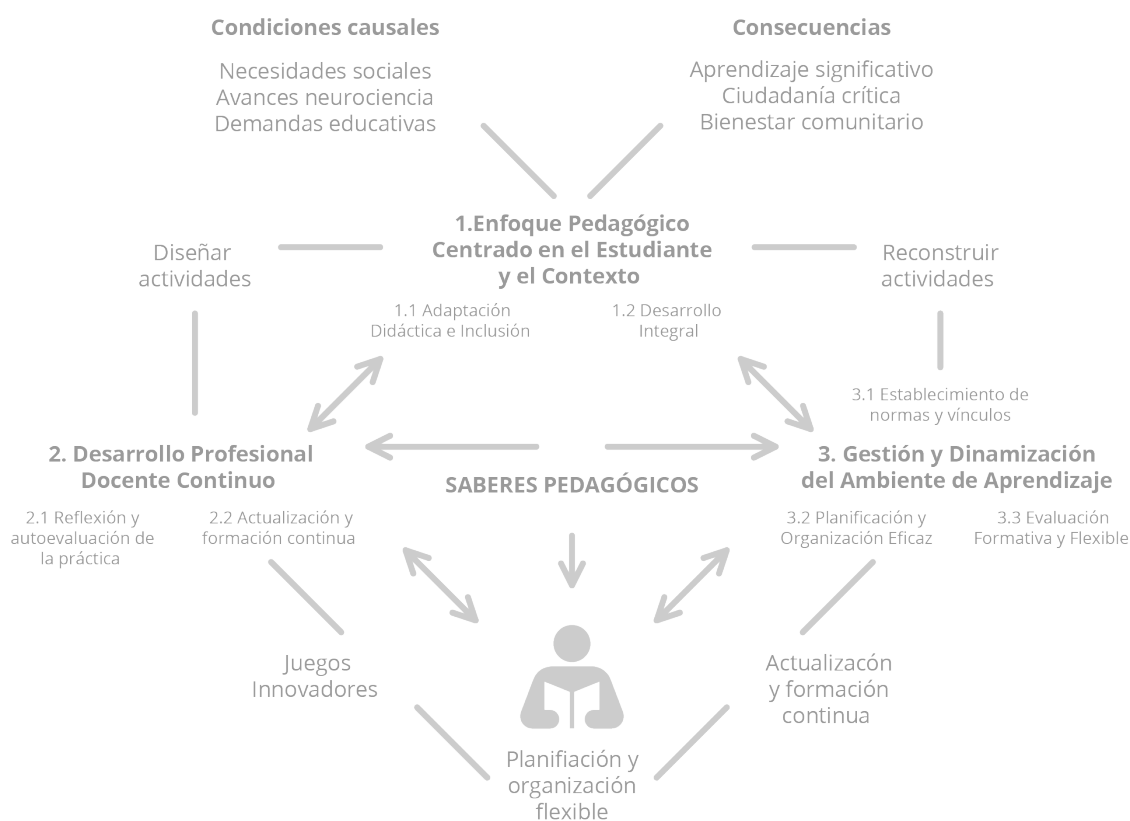 Condiciones causales
Necesidades sociales
Avances neurociencia
Demandas educativas
Consecuencias
Aprendizaje significativo
Ciudadanía crítica
Bienestar comunitario
1.Enfoque Pedagógico
Centrado en el Estudiante
y el Contexto
Diseñar
actividades
Reconstruir
actividades
1.1 Adaptación
Didáctica e Inclusión
1.2 Desarrollo
Integral
3.1 Establecimiento de
normas y vínculos
2. Desarrollo Profesional
Docente Continuo
3. Gestión y Dinamización
del Ambiente de Aprendizaje
SABERES PEDAGÓGICOS
2.1 Reflexión y
autoevaluación de
la práctica
2.2 Actualización y
formación continua
3.2 Planificación y
Organización Eficaz
3.3 Evaluación
Formativa y Flexible
Juegos
Innovadores
Actualizacón
y formación
continua
Planifiación y
organización
flexible